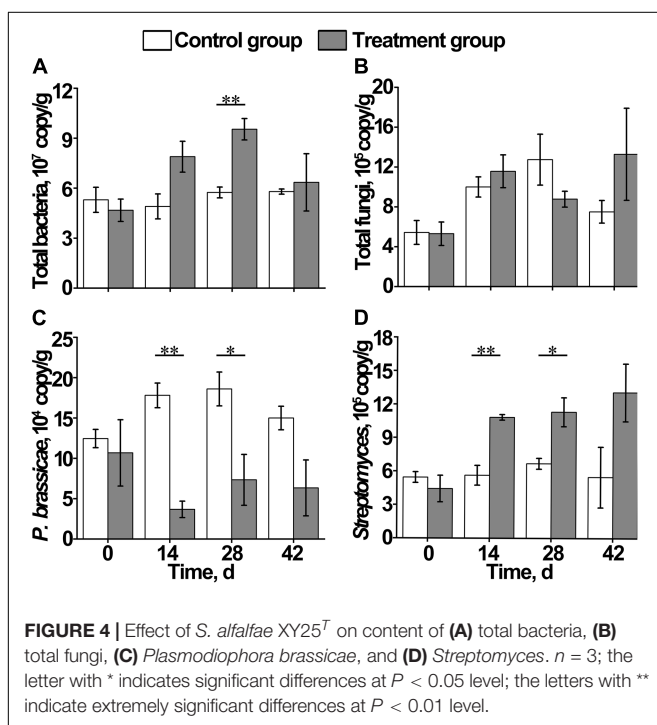 Control group Treatment group
A
Total bacteria, 10⁷ copy/g
12
9
6
3
0
**
B
Total fungi, 10⁵ copy/g
16
12
8
4
0
C
P. brassicae, 10⁴ copy/g
25
20
15
10
5
0
** *
0 14 28 42
Time, d
D
Streptomyces, 10⁵ copy/g
15
12
9
6
3
0
** *
0 14 28 42
Time, d
FIGURE 4 | Effect of S. alfalfae XY25ᵀ on content of (A) total bacteria, (B)
total fungi, (C) Plasmodiophora brassicae, and (D) Streptomyces. n = 3; the
letter with * indicates significant differences at P < 0.05 level; the letters with **
indicate extremely significant differences at P < 0.01 level.